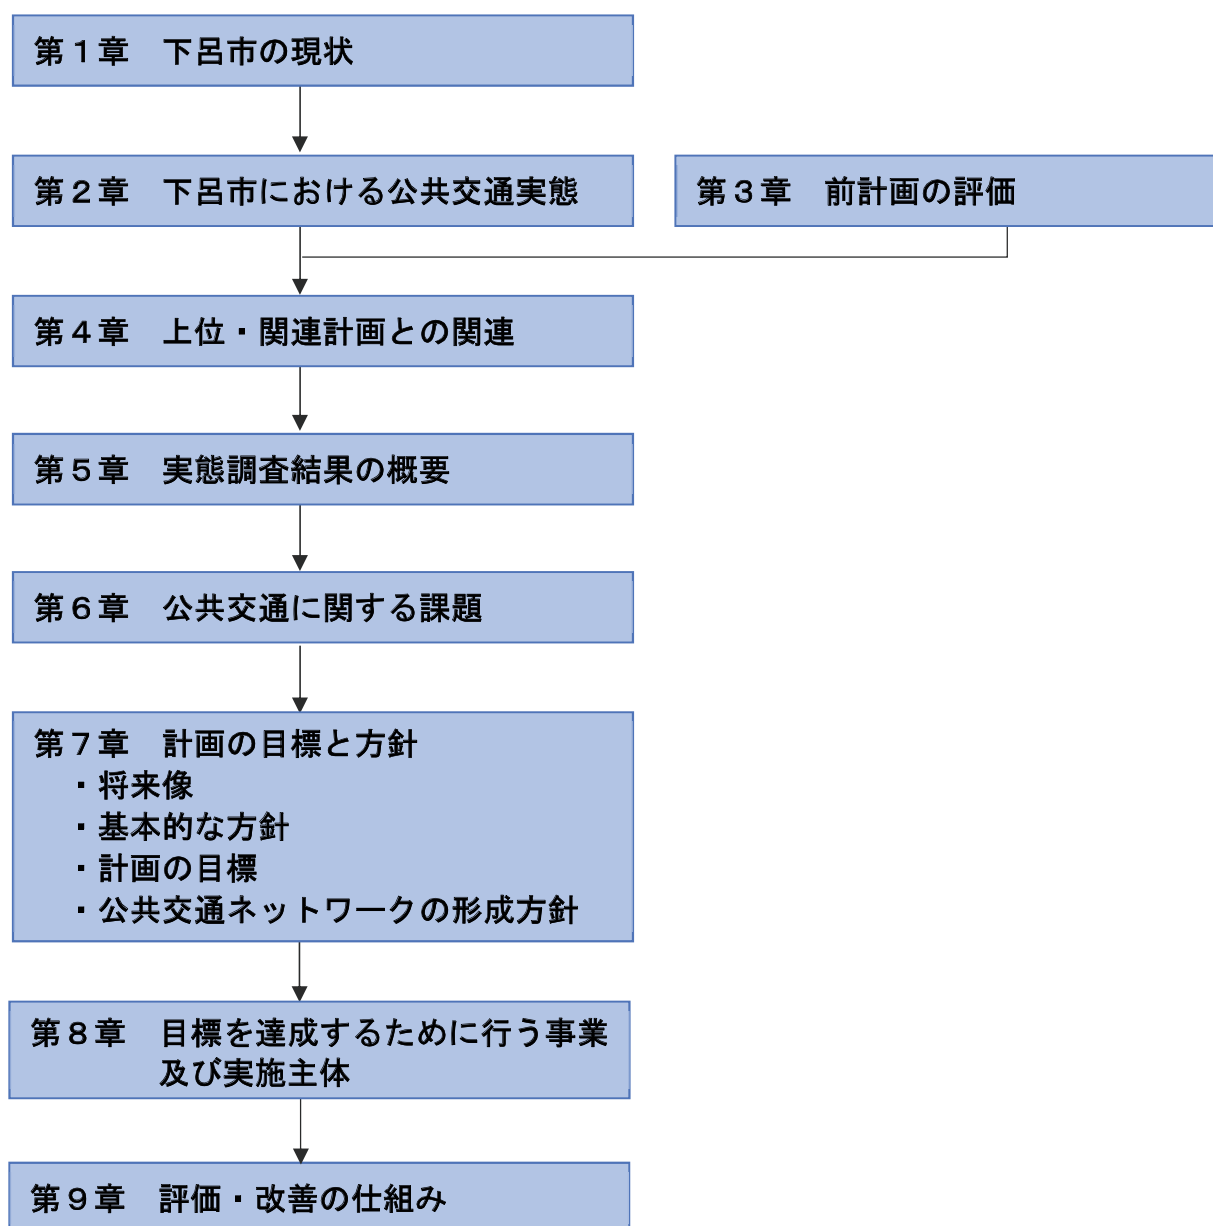 第１章　下呂市の現状
第２章　下呂市における公共交通実態
第３章　前計画の評価
第４章　上位・関連計画との関連
第５章　実態調査結果の概要
第６章　公共交通に関する課題
第７章　計画の目標と方針
・将来像
・基本的な方針
・計画の目標
・公共交通ネットワークの形成方針
第８章　目標を達成するために行う事業
及び実施主体
第９章　評価・改善の仕組み